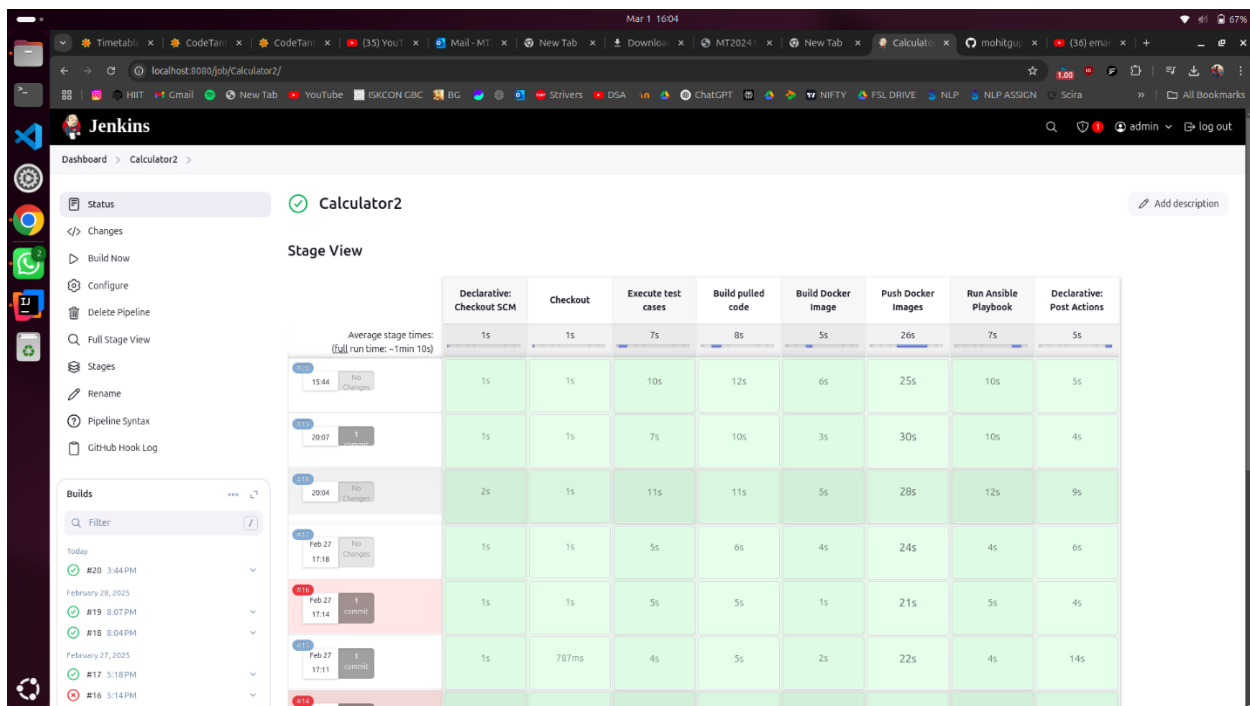 Mar 1 16:04
67%
Timetabl
CodeTan
CodeTan
(35) YouT
Mail - MT
New Tab
Downloa
MT2024
New Tab
Calculato
mohitgup
(36) emai
localhost:8080/job/Calculator2/
1.00
HIIT
Gmail
New Tab
YouTube
ISKCON GBC
BG
Strivers
DSA
in
ChatGPT
NIFTY
FSL DRIVE
NLP
NLP ASSIGN
Scira
»
All Bookmarks
Jenkins
1
admin
log out
Dashboard > Calculator2 >
Status
Changes
Build Now
Configure
Delete Pipeline
Full Stage View
Stages
Rename
Pipeline Syntax
GitHub Hook Log
Builds
Filter
/
Today
#20 3:44 PM
February 28, 2025
#19 8:07 PM
#18 8:04 PM
February 27, 2025
#17 5:18 PM
#16 5:14 PM
Calculator2
Add description
Stage View
Declarative: Checkout SCM
Checkout
Execute test cases
Build pulled code
Build Docker Image
Push Docker Images
Run Ansible Playbook
Declarative: Post Actions
Average stage times:
(full run time: ~1min 10s)
1s 1s 7s 8s 5s 26s 7s 5s
#20
15:44 No Changes
1s 1s 10s 12s 6s 25s 10s 5s
#19
20:07 1 commit
1s 1s 7s 10s 3s 30s 10s 4s
#18
20:04 No Changes
2s 1s 11s 11s 5s 28s 12s 9s
#17
Feb 27 17:18 No Changes
1s 1s 5s 6s 4s 24s 4s 6s
#16
Feb 27 17:14 1 commit
1s 1s 5s 5s 1s 21s 5s 4s
#15
Feb 27 17:11 1 commit
1s 787ms 4s 5s 2s 22s 4s 14s
#14